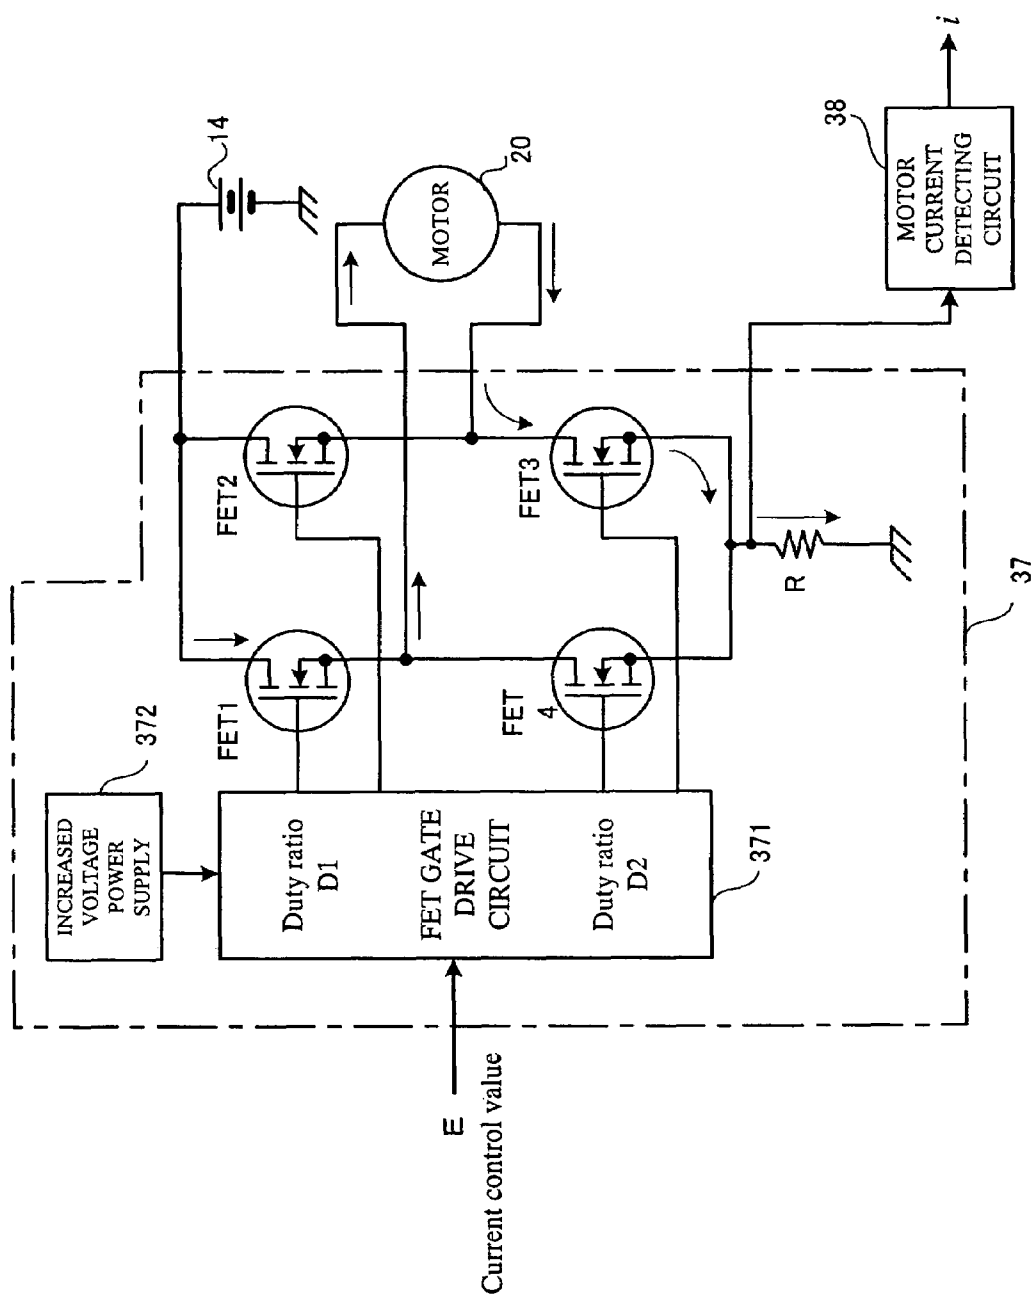 14
MOTOR
20
38
MOTOR
CURRENT
DETECTING
CIRCUIT
i
372
INCREASED
VOLTAGE
POWER
SUPPLY
FET1
FET2
FET3
FET
4
Duty ratio
D1
FET GATE
DRIVE
CIRCUIT
Duty ratio
D2
371
R
37
E
Current control value